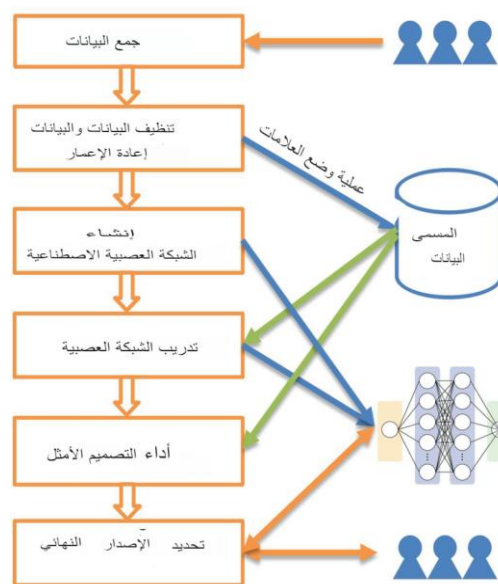 جمع البيانات
تنظيف البيانات والبيانات
إعادة الإعمار
عملية وضع العلامات
إنشاء
الشبكة العصبية الاصطناعية
المسمى
البيانات
تدريب الشبكة العصبية
أداء التصميم الأمثل
تحديد الإصدار النهائي